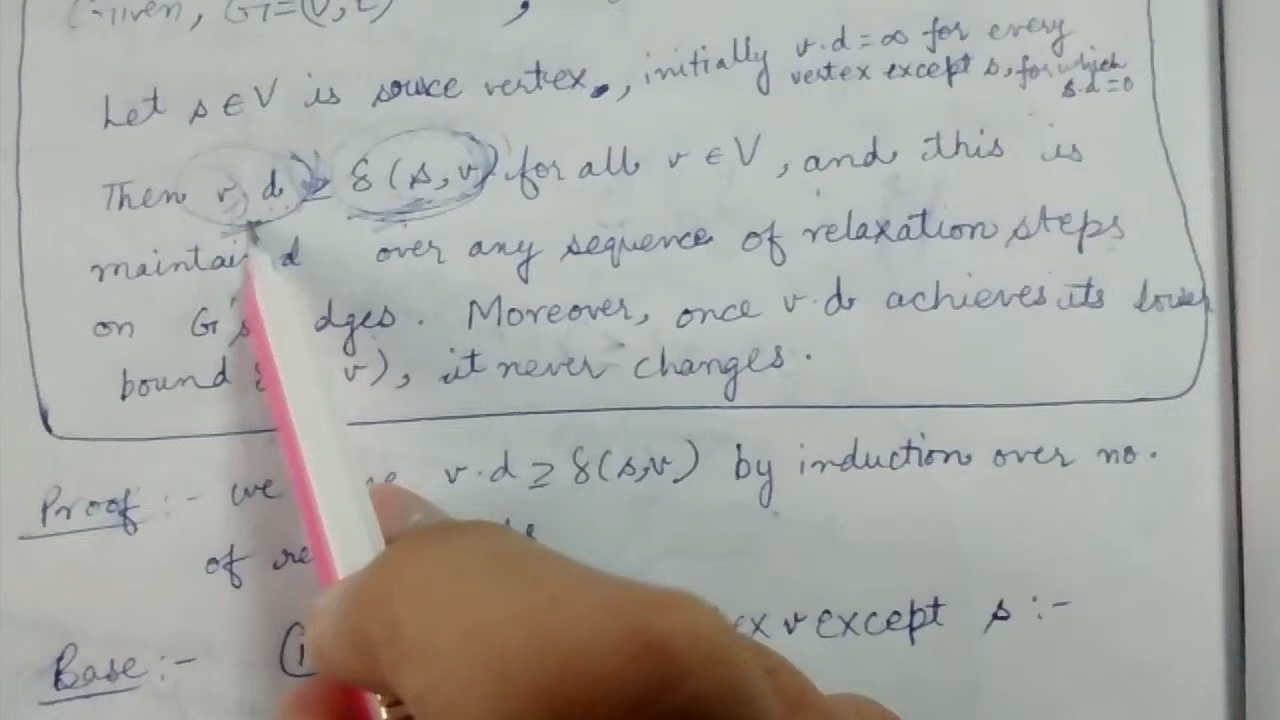 Given, G=(V,E) ,
Let s ∈ V is source vertex, initially v.d = ∞ for every
vertex except s, for which
s.d = 0
Then v.d ≥ δ(s,v) for all v ∈ V, and this is
maintai d over any sequence of relaxation steps
on G's dges. Moreover, once v.d achieves its lower
bound v), it never changes.
Proof :- we v.d ≥ δ(s,v) by induction over no.
of re
Base :- (1 x v except s :-